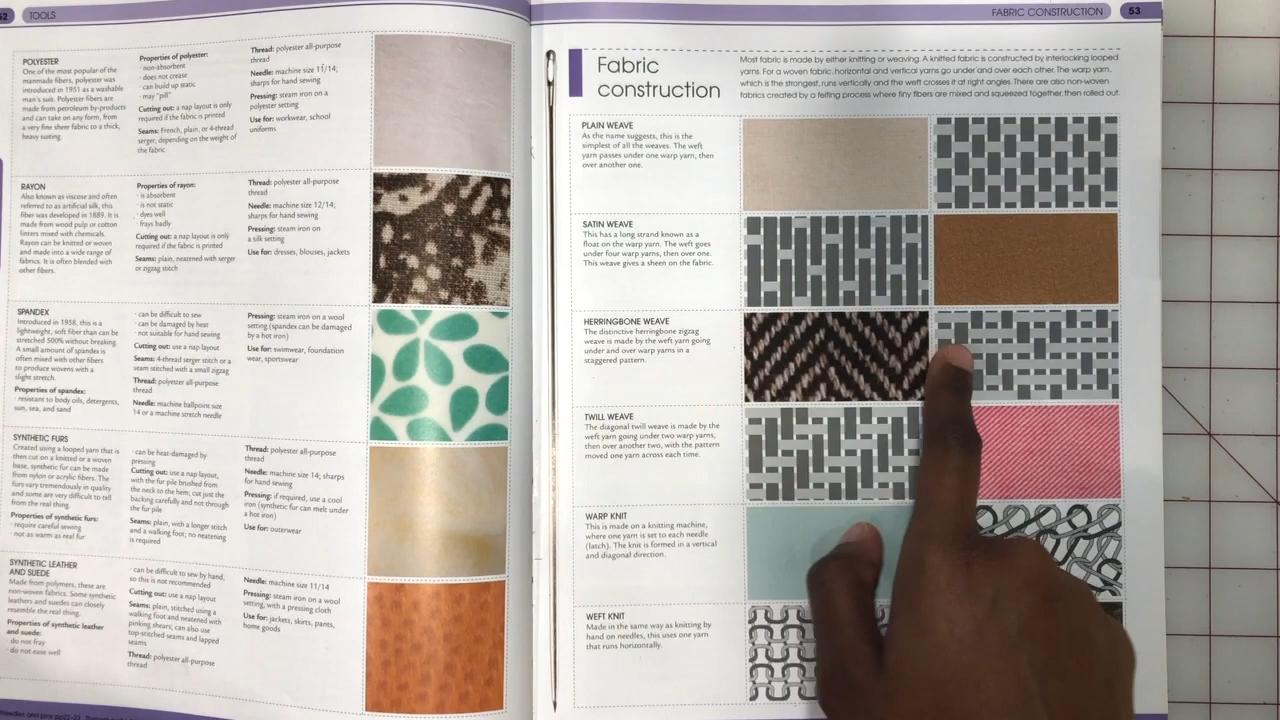 52 TOOLS
POLYESTER
One of the most popular of the
manmade fibers, polyester was
introduced in 1951 as a washable
man's suit. Polyester fibers are
made from petroleum by-products
and can take on any form, from
a very fine sheer fabric to a thick,
heavy suiting.
Properties of polyester:
· non-absorbent
· does not crease
· can build up static
· may "pill"
Cutting out: a nap layout is only
required if the fabric is printed
Seams: French, plain, or 4-thread
serger, depending on the weight of
the fabric
Thread: polyester all-purpose
thread
Needle: machine size 11/14;
sharps for hand sewing
Pressing: steam iron on a
polyester setting
Use for: workwear, school
uniforms
RAYON
Also known as viscose and often
referred to as artificial silk, this
fiber was developed in 1889. It is
made from wood pulp or cotton
linters mixed with chemicals.
Rayon can be knitted or woven
and made into a wide range of
fabrics. It is often blended with
other fibers.
Properties of rayon:
· is absorbent
· is not static
· dyes well
· frays badly
Cutting out: a nap layout is only
required if the fabric is printed
Seams: plain, neatened with serger
or zigzag stitch
Thread: polyester all-purpose
thread
Needle: machine size 12/14;
sharps for hand sewing
Pressing: steam iron on
a silk setting
Use for: dresses, blouses, jackets
SPANDEX
Introduced in 1958, this is a
lightweight, soft fiber than can be
stretched 500% without breaking.
A small amount of spandex is
often mixed with other fibers
to produce wovens with a
slight stretch.
Properties of spandex:
· resistant to body oils, detergents,
sun, sea, and sand
· can be difficult to sew
· can be damaged by heat
· not suitable for hand sewing
Cutting out: use a nap layout
Seams: 4-thread serger stitch or a
seam stitched with a small zigzag
Thread: polyester all-purpose
thread
Needle: machine ballpoint size
14 or a machine stretch needle
Pressing: steam iron on a wool
setting (spandex can be damaged
by a hot iron)
Use for: swimwear, foundation
wear, sportswear
SYNTHETIC FURS
Created using a looped yarn that is
then cut on a knitted or a woven
base, synthetic fur can be made
from nylon or acrylic fibers. The
furs vary tremendously in quality
and some are very difficult to tell
from the real thing.
Properties of synthetic furs:
· require careful sewing
· not as warm as real fur
· can be heat-damaged by
pressing
Cutting out: use a nap layout,
with the fur pile brushed from
the neck to the hem; cut just the
backing carefully and not through
the fur pile
Seams: plain, with a longer stitch
and a walking foot; no neatening
is required
Thread: polyester all-purpose
thread
Needle: machine size 14; sharps
for hand sewing
Pressing: if required, use a cool
iron (synthetic fur can melt under
a hot iron)
Use for: outerwear
SYNTHETIC LEATHER
AND SUEDE
Made from polymers, these are
non-woven fabrics. Some synthetic
leathers and suedes can closely
resemble the real thing.
Properties of synthetic leather
and suede:
· do not fray
· do not ease well
· can be difficult to sew by hand,
so this is not recommended
Cutting out: use a nap layout
Seams: plain, stitched using a
walking foot and neatened with
pinking shears; can also use
top-stitched seams and lapped
seams
Thread: polyester all-purpose
thread
Needle: machine size 11/14
Pressing: steam iron on a wool
setting, with a pressing cloth
Use for: jackets, skirts, pants,
home goods
Needles and pins pp22-23
FABRIC CONSTRUCTION 53
Fabric
construction
Most fabric is made by either knitting or weaving. A knitted fabric is constructed by interlocking looped
yarns. For a woven fabric, horizontal and vertical yarns go under and over each other. The warp yarn,
which is the strongest, runs vertically and the weft crosses it at right angles. There are also non-woven
fabrics created by a felting process where tiny fibers are mixed and squeezed together, then rolled out.
PLAIN WEAVE
As the name suggests, this is the
simplest of all the weaves. The weft
yarn passes under one warp yarn, then
over another one.
SATIN WEAVE
This has a long strand known as a
float on the warp yarn. The weft goes
under four warp yarns, then over one.
This weave gives a sheen on the fabric.
HERRINGBONE WEAVE
The distinctive herringbone zigzag
weave is made by the weft yarn going
under and over warp yarns in a
staggered pattern.
TWILL WEAVE
The diagonal twill weave is made by the
weft yarn going under two warp yarns,
then over another two, with the pattern
moved one yarn across each time.
WARP KNIT
This is made on a knitting machine,
where one yarn is set to each needle
(latch). The knit is formed in a vertical
and diagonal direction.
WEFT KNIT
Made in the same way as knitting by
hand on needles, this uses one yarn
that runs horizontally.